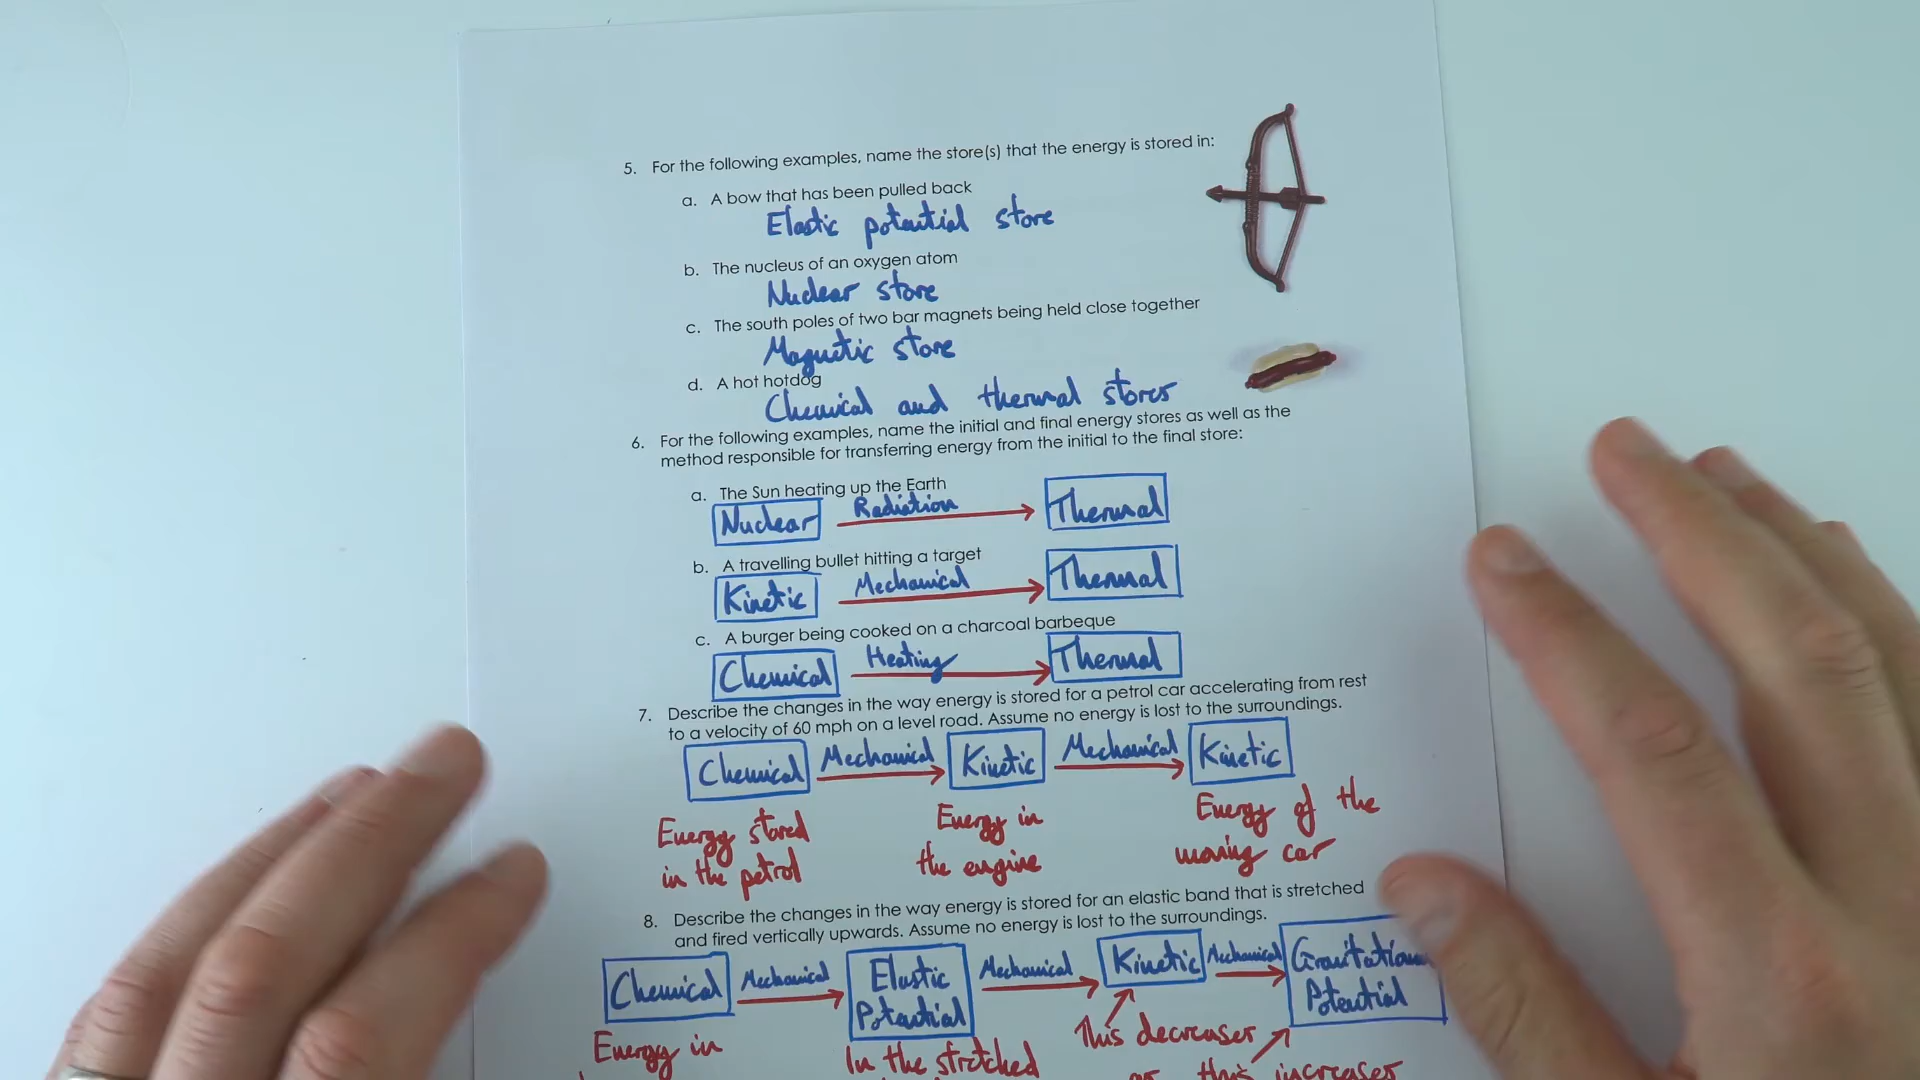 5. For the following examples, name the store(s) that the energy is stored in:
a. A bow that has been pulled back
Elastic potential store
b. The nucleus of an oxygen atom
Nuclear store
c. The south poles of two bar magnets being held close together
Magnetic store
d. A hot hotdog
Chemical and thermal stores
6. For the following examples, name the initial and final energy stores as well as the
method responsible for transferring energy from the initial to the final store:
a. The Sun heating up the Earth
Nuclear Radiation Thermal
b. A travelling bullet hitting a target
Kinetic Mechanical Thermal
c. A burger being cooked on a charcoal barbeque
Chemical Heating Thermal
7. Describe the changes in the way energy is stored for a petrol car accelerating from rest
to a velocity of 60 mph on a level road. Assume no energy is lost to the surroundings.
Chemical Mechanical Kinetic Mechanical Kinetic
Energy stored Energy in Energy of the
in the petrol the engine moving car
8. Describe the changes in the way energy is stored for an elastic band that is stretched
and fired vertically upwards. Assume no energy is lost to the surroundings.
Chemical Mechanical Elastic Mechanical Kinetic Mechanical Gravitational
Potential Potential
Energy in In the stretched This decreases
as this increases